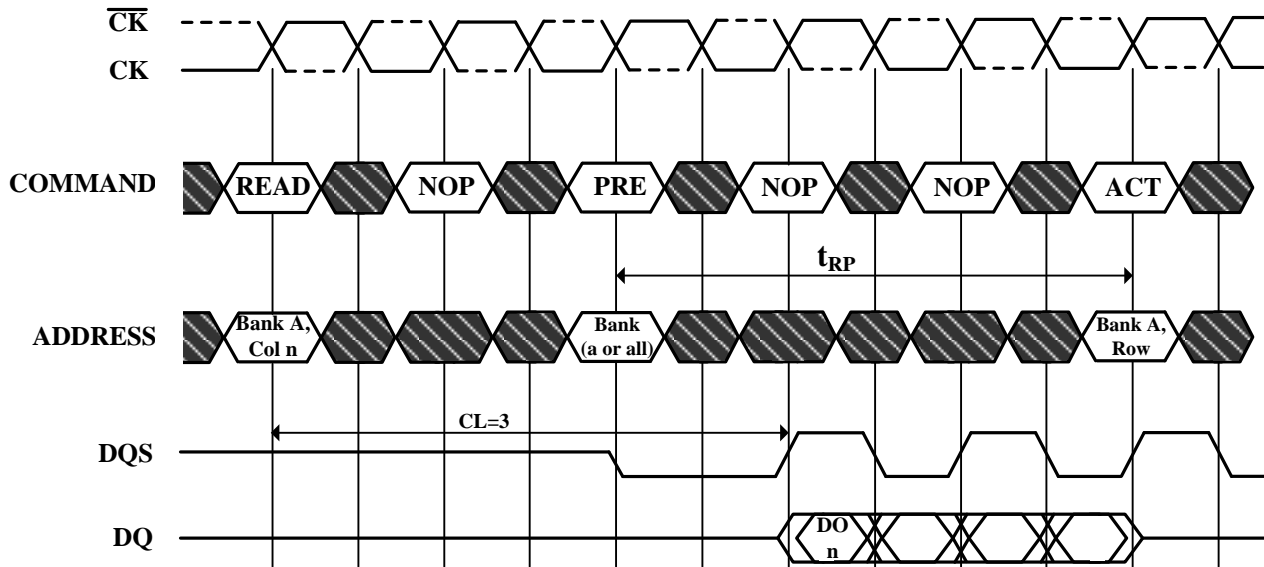 CK
CK
COMMAND READ NOP PRE NOP NOP ACT
tRP
ADDRESS Bank A, Col n Bank (a or all) Bank A, Row
CL=3
DQS
DQ DO n